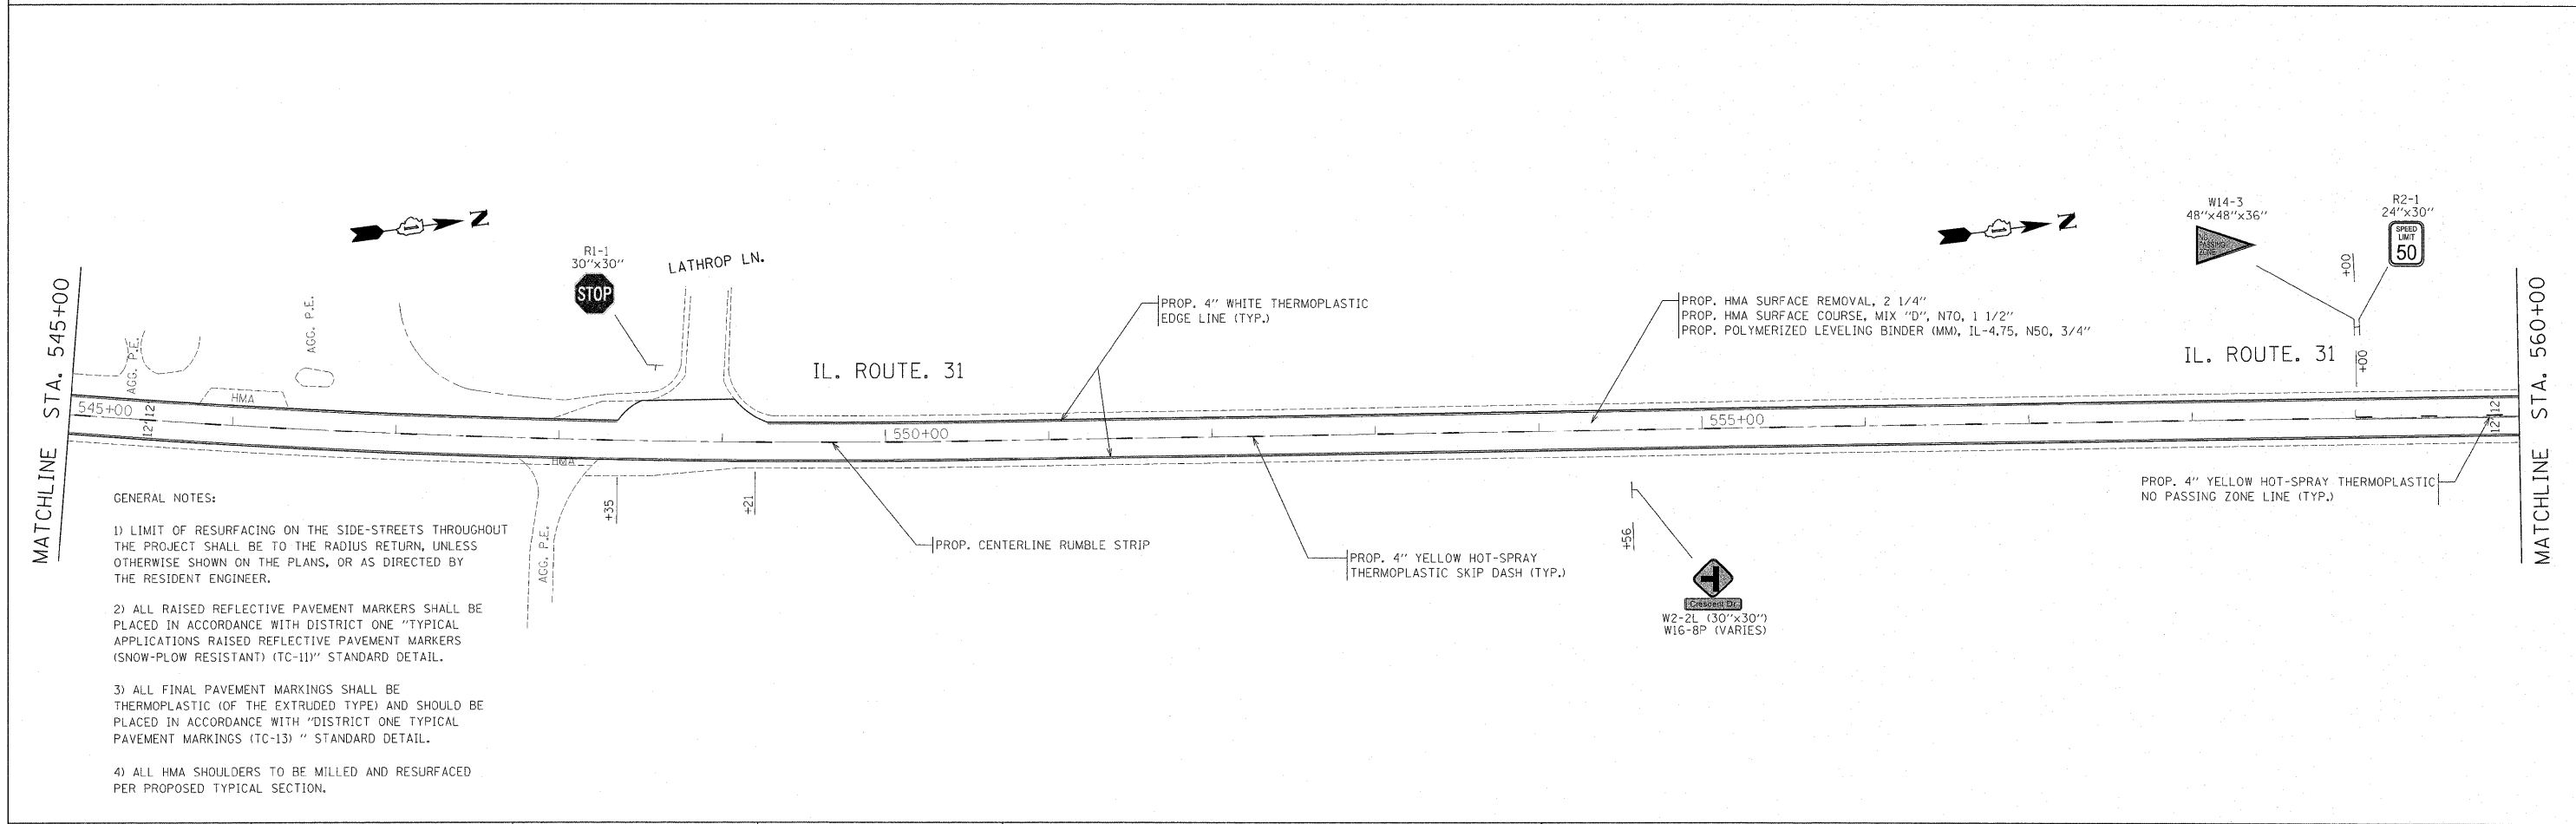 MATCHLINE STA. 545+00
AGG. P.E.
AGG. P.E.
HMA
545+00
12'
12'
N
R1-1
30"x30"
STOP
LATHROP LN.
IL. ROUTE. 31
PROP. 4" WHITE THERMOPLASTIC
EDGE LINE (TYP.)
PROP. HMA SURFACE REMOVAL, 2 1/4"
PROP. HMA SURFACE COURSE, MIX "D", N70, 1 1/2"
PROP. POLYMERIZED LEVELING BINDER (MM), IL-4.75, N50, 3/4"
N
W14-3
48"x48"x36"
NO
PASSING
ZONE
R2-1
24"x30"
SPEED
LIMIT
50
+00
+00
IL. ROUTE. 31
550+00
555+00
12'
12'
MATCHLINE STA. 560+00
HMA
AGG. P.E.
+35
+21
PROP. CENTERLINE RUMBLE STRIP
PROP. 4" YELLOW HOT-SPRAY
THERMOPLASTIC SKIP DASH (TYP.)
+56
Crescent Dr
W2-2L (30"x30")
W16-8P (VARIES)
PROP. 4" YELLOW HOT-SPRAY THERMOPLASTIC
NO PASSING ZONE LINE (TYP.)
GENERAL NOTES:
1) LIMIT OF RESURFACING ON THE SIDE-STREETS THROUGHOUT
THE PROJECT SHALL BE TO THE RADIUS RETURN, UNLESS
OTHERWISE SHOWN ON THE PLANS, OR AS DIRECTED BY
THE RESIDENT ENGINEER.
2) ALL RAISED REFLECTIVE PAVEMENT MARKERS SHALL BE
PLACED IN ACCORDANCE WITH DISTRICT ONE "TYPICAL
APPLICATIONS RAISED REFLECTIVE PAVEMENT MARKERS
(SNOW-PLOW RESISTANT) (TC-11)" STANDARD DETAIL.
3) ALL FINAL PAVEMENT MARKINGS SHALL BE
THERMOPLASTIC (OF THE EXTRUDED TYPE) AND SHOULD BE
PLACED IN ACCORDANCE WITH "DISTRICT ONE TYPICAL
PAVEMENT MARKINGS (TC-13) " STANDARD DETAIL.
4) ALL HMA SHOULDERS TO BE MILLED AND RESURFACED
PER PROPOSED TYPICAL SECTION.